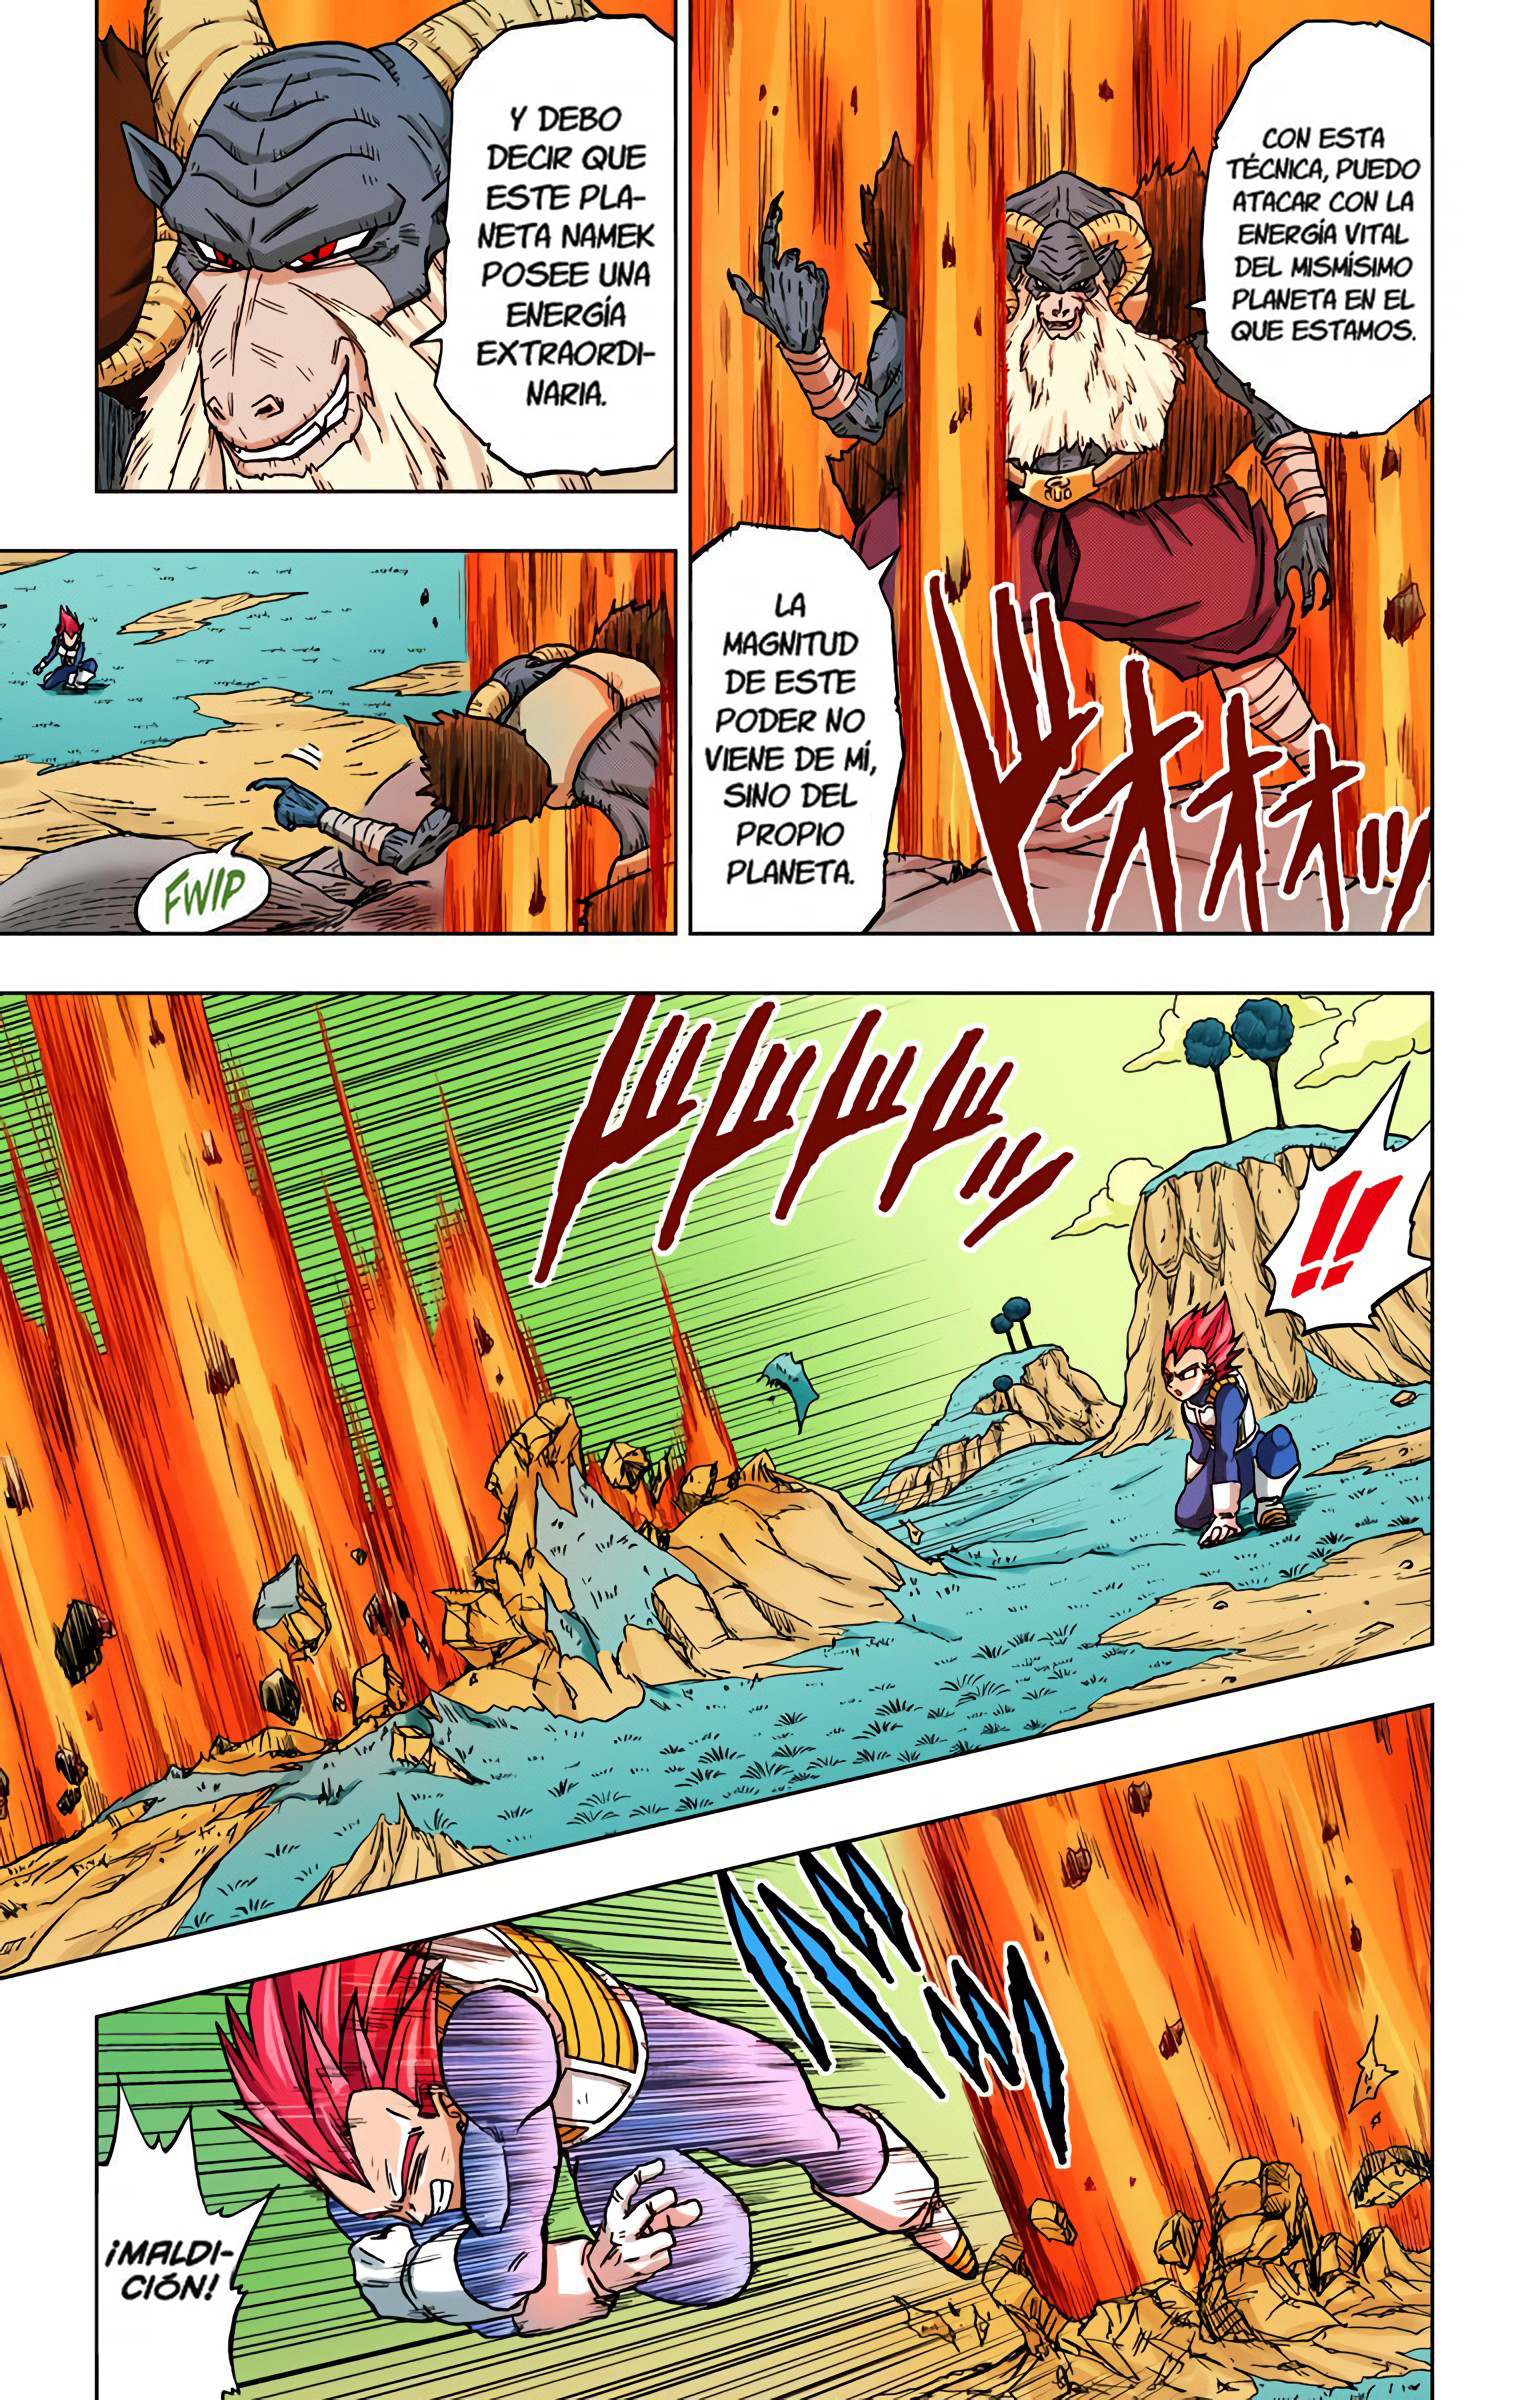 CON ESTA
TÉCNICA, PUEDO
ATACAR CON LA
ENERGÍA VITAL
DEL MISMÍSIMO
PLANETA EN EL
QUE ESTAMOS.
LA
MAGNITUD
DE ESTE
PODER NO
VIENE DE MÍ,
SINO DEL
PROPIO
PLANETA.
ドオオオッ
Y DEBO
DECIR QUE
ESTE PLA-
NETA NAMEK
POSEE UNA
ENERGÍA
EXTRAORDI-
NARIA.
FWIP
!!
ドドドドッ
¡MALDI-
CIÓN!